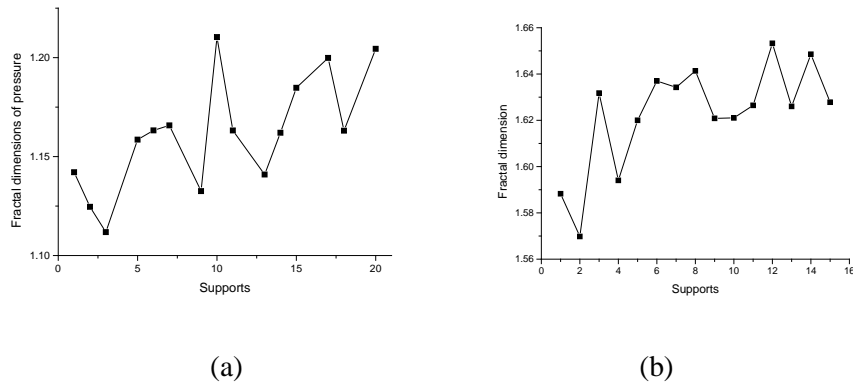 1.20
1.15
1.10
0 5 10 15 20
Fractal dimensions of pressure
Supports
(a)
1.66
1.64
1.62
1.60
1.58
1.56
0 2 4 6 8 10 12 14 16
Fractal dimension
Supports
(b)